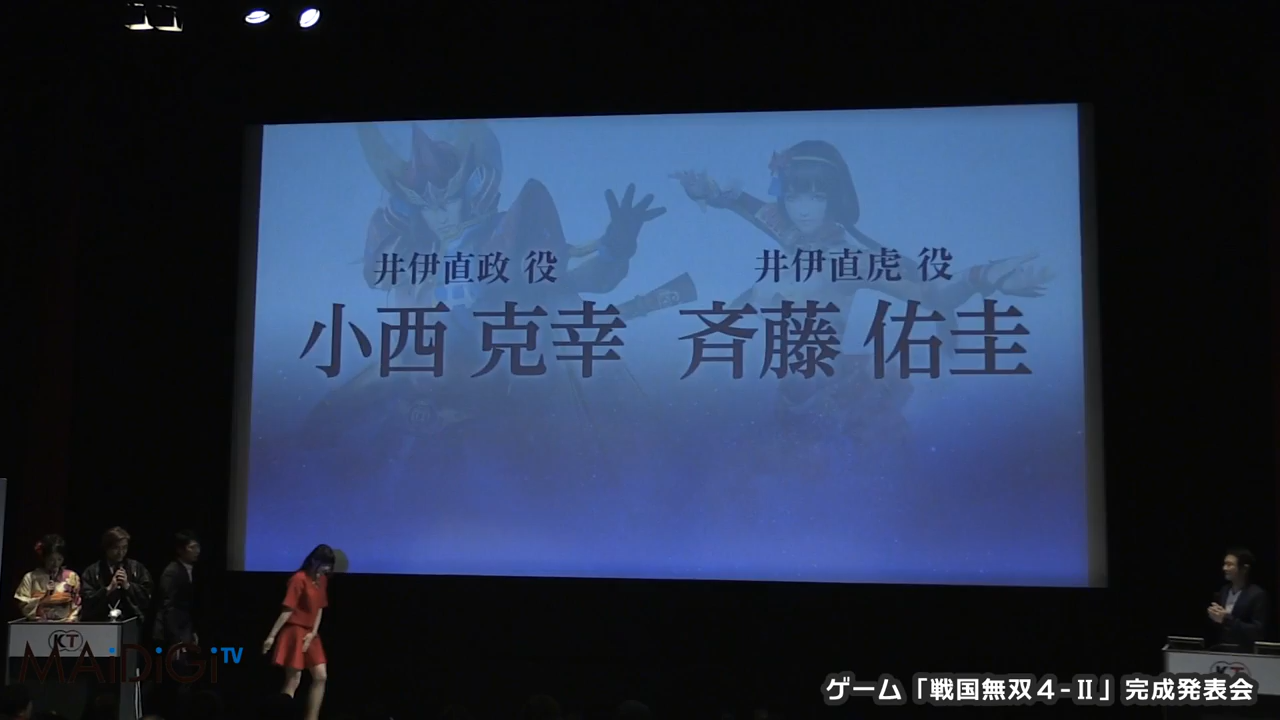 井伊直政 役
小西 克幸
井伊直虎 役
斉藤 佑圭
KT
MAiDiGiTV
KT
ゲーム「戦国無双4-Ⅱ」完成発表会